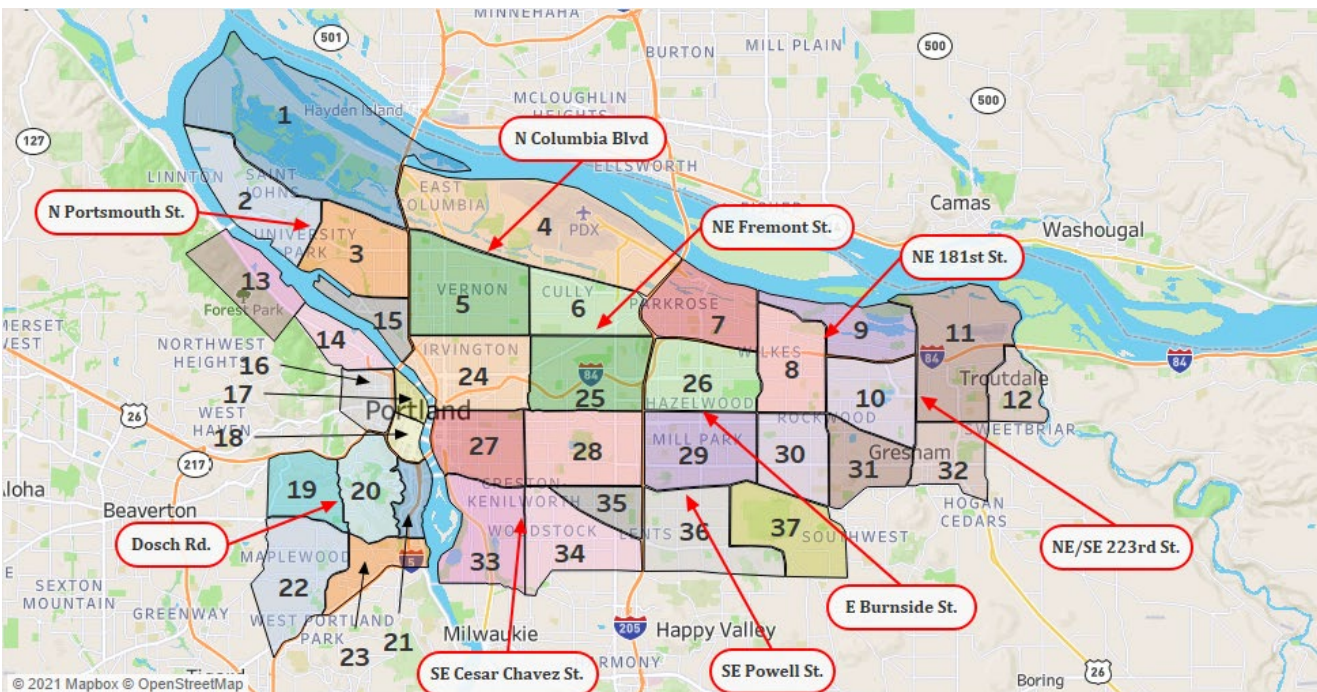 MINNEHAHA
501
BURTON
MILL PLAIN
500
MCLOUGHLIN
HEIGHTS
500
1
Hayden Island
N Columbia Blvd
127
ELLSWORTH
LINNTON
SAINT
JOHNS
EAST
COLUMBIA
2
N Portsmouth St.
4
PDX
NE Fremont St.
Camas
Washougal
UNIVERSITY
PARK
3
NE 181st St.
13
Forest Park
VERNON
5
CULLY
6
PARKROSE
7
9
11
15
14
NORTHWEST
HEIGHTS
IRVINGTON
24
84
25
WILKES
8
84
84
16
26
HAZELWOOD
10
Troutdale
12
17
Portland
26
WEST
HAVEN
ROCKWOOD
SWEETBRIAR
18
27
28
MILL PARK
29
30
Gresham
31
32
217
Aloha
19
20
CRESTON-
KENILWORTH
35
HOGAN
CEDARS
Beaverton
Dosch Rd.
WOODSTOCK
LENTS
36
37
SOUTHWEST
NE/SE 223rd St.
MAPLEWOOD
5
33
34
22
E Burnside St.
SEXTON
MOUNTAIN
GREENWAY
WEST PORTLAND
PARK
23
21
Milwaukie
205
Happy Valley
SE Cesar Chavez St.
SE Powell St.
26
Boring
© 2021 Mapbox © OpenStreetMap